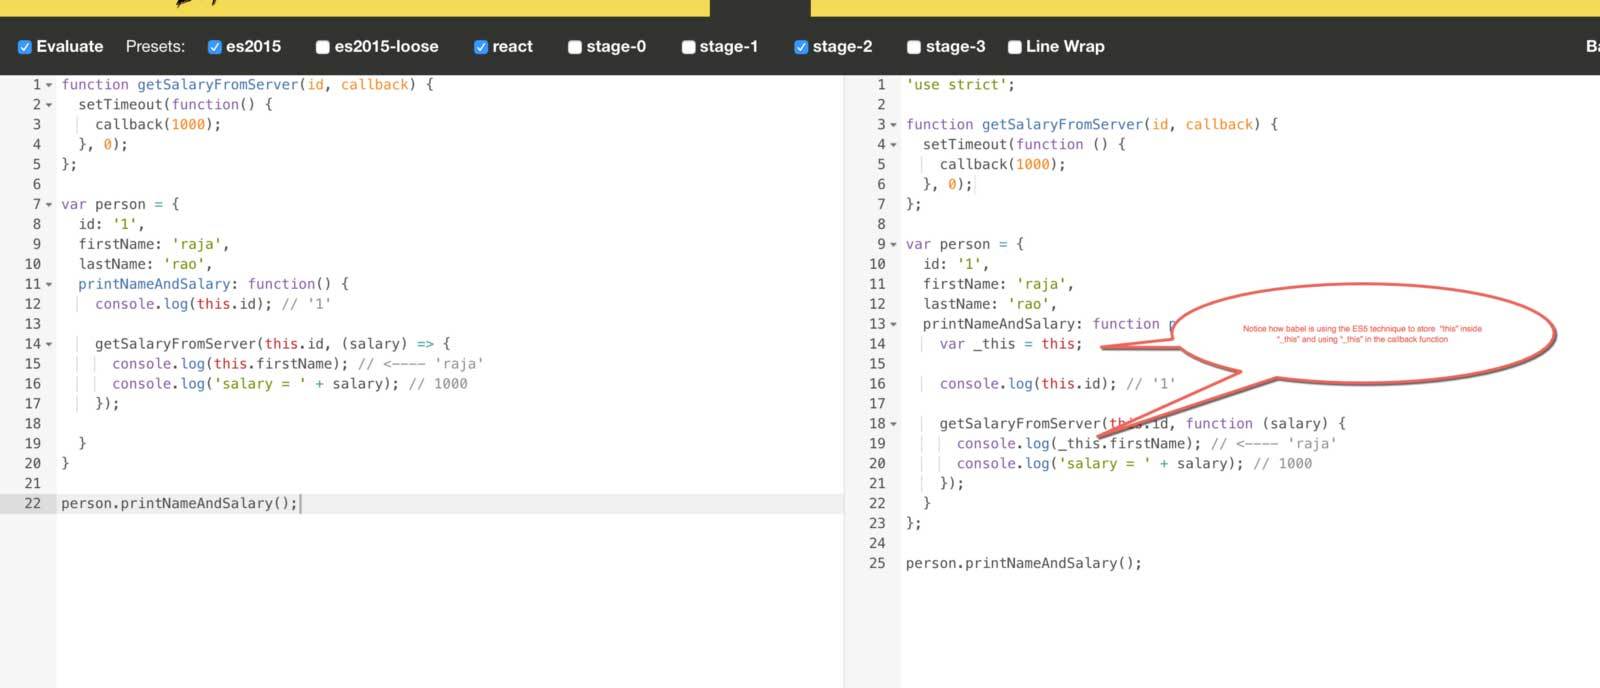 Evaluate Presets: es2015 es2015-loose react stage-0 stage-1 stage-2 stage-3 Line Wrap
1 function getSalaryFromServer(id, callback) {
2 setTimeout(function() {
3 callback(1000);
4 }, 0);
5 };
6
7 var person = {
8 id: '1',
9 firstName: 'raja',
10 lastName: 'rao',
11 printNameAndSalary: function() {
12 console.log(this.id); // '1'
13
14 getSalaryFromServer(this.id, (salary) => {
15 console.log(this.firstName); // <---- 'raja'
16 console.log('salary = ' + salary); // 1000
17 });
18
19 }
20 }
21
22 person.printNameAndSalary();
1 'use strict';
2
3 function getSalaryFromServer(id, callback) {
4 setTimeout(function () {
5 callback(1000);
6 }, 0);
7 };
8
9 var person = {
10 id: '1',
11 firstName: 'raja',
12 lastName: 'rao',
13 printNameAndSalary: function
14 var _this = this;
15
16 console.log(this.id); // '1'
17
18 getSalaryFromServer(this.id, function (salary) {
19 console.log(_this.firstName); // <---- 'raja'
20 console.log('salary = ' + salary); // 1000
21 });
22 }
23 };
24
25 person.printNameAndSalary();
Notice how babel is using the ES5 technique to store "this" inside
"_this" and using "_this" in the callback function